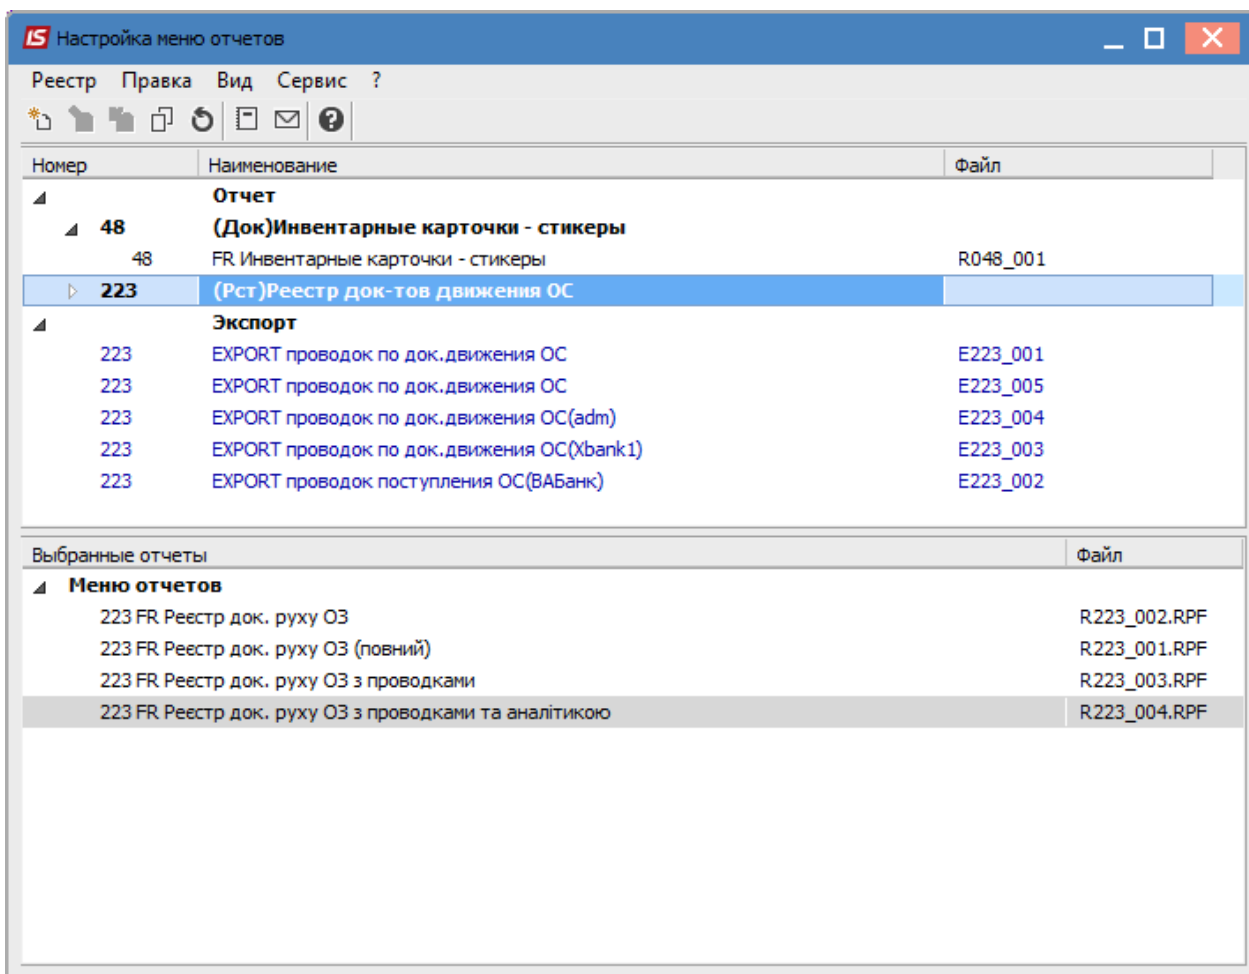 IS Настройка меню отчетов
Реестр Правка Вид Сервис ?
Номер Наименование Файл
Отчет
48 (Док)Инвентарные карточки - стикеры
48 FR Инвентарные карточки - стикеры R048_001
223 (Рст)Реестр док-тов движения ОС
Экспорт
223 EXPORT проводок по док.движения ОС E223_001
223 EXPORT проводок по док.движения ОС E223_005
223 EXPORT проводок по док.движения ОС(adm) E223_004
223 EXPORT проводок по док.движения ОС(Xbank1) E223_003
223 EXPORT проводок поступления ОС(ВАБанк) E223_002
Выбранные отчеты Файл
Меню отчетов
223 FR Реєстр док. руху ОЗ R223_002.RPF
223 FR Реєстр док. руху ОЗ (повний) R223_001.RPF
223 FR Реєстр док. руху ОЗ з проводками R223_003.RPF
223 FR Реєстр док. руху ОЗ з проводками та аналітикою R223_004.RPF